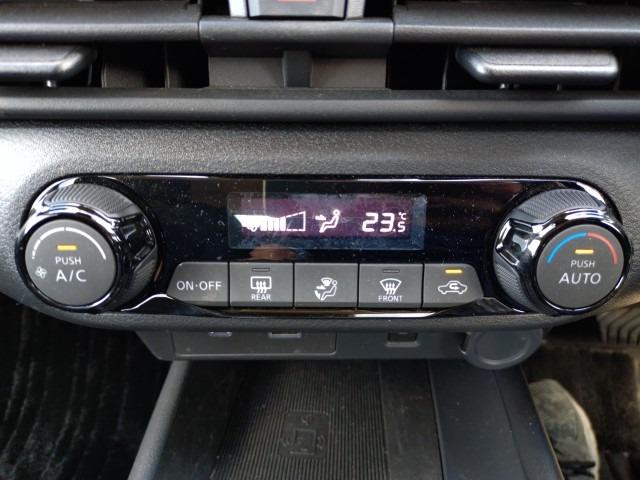 23.5°C
PUSH
A/C
ON·OFF
REAR
FRONT
PUSH
AUTO